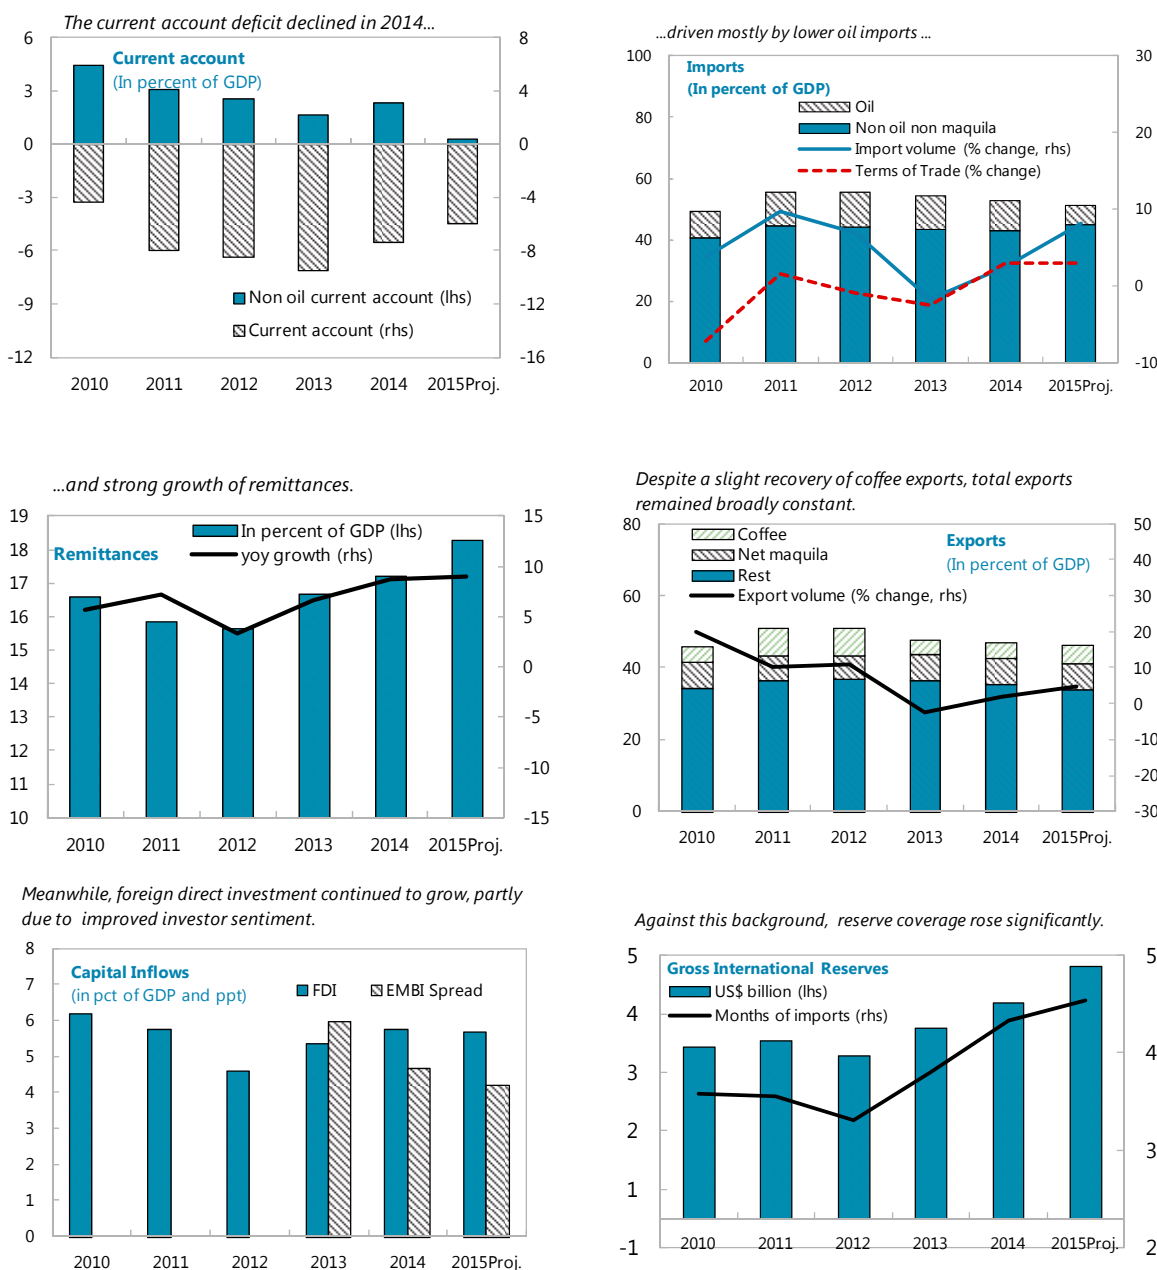 The current account deficit declined in 2014...
Current account
(In percent of GDP)
6
3
0
-3
-6
-9
-12
8
4
0
-4
-8
-12
-16
Non oil current account (lhs)
Current account (rhs)
2010 2011 2012 2013 2014 2015Proj.
...driven mostly by lower oil imports ...
Imports
(In percent of GDP)
Oil
Non oil non maquila
Import volume (% change, rhs)
Terms of Trade (% change)
100
80
60
40
20
0
30
20
10
0
-10
2010 2011 2012 2013 2014 2015Proj.
...and strong growth of remittances.
In percent of GDP (lhs)
Remittances
yoy growth (rhs)
19
18
17
16
15
14
13
12
11
10
15
10
5
0
-5
-10
-15
2010 2011 2012 2013 2014 2015Proj.
Despite a slight recovery of coffee exports, total exports
remained broadly constant.
Coffee
Net maquila
Rest
Export volume (% change, rhs)
Exports
(In percent of GDP)
80
60
40
20
0
50
40
30
20
10
0
-10
-20
-30
2010 2011 2012 2013 2014 2015Proj.
Meanwhile, foreign direct investment continued to grow, partly
due to improved investor sentiment.
Capital Inflows
(in pct of GDP and ppt)
FDI
EMBI Spread
8
7
6
5
4
3
2
1
0
2010 2011 2012 2013 2014 2015Proj.
Against this background, reserve coverage rose significantly.
Gross International Reserves
US$ billion (lhs)
Months of imports (rhs)
5
4
3
2
1
-1
5
4
3
2
2010 2011 2012 2013 2014 2015Proj.